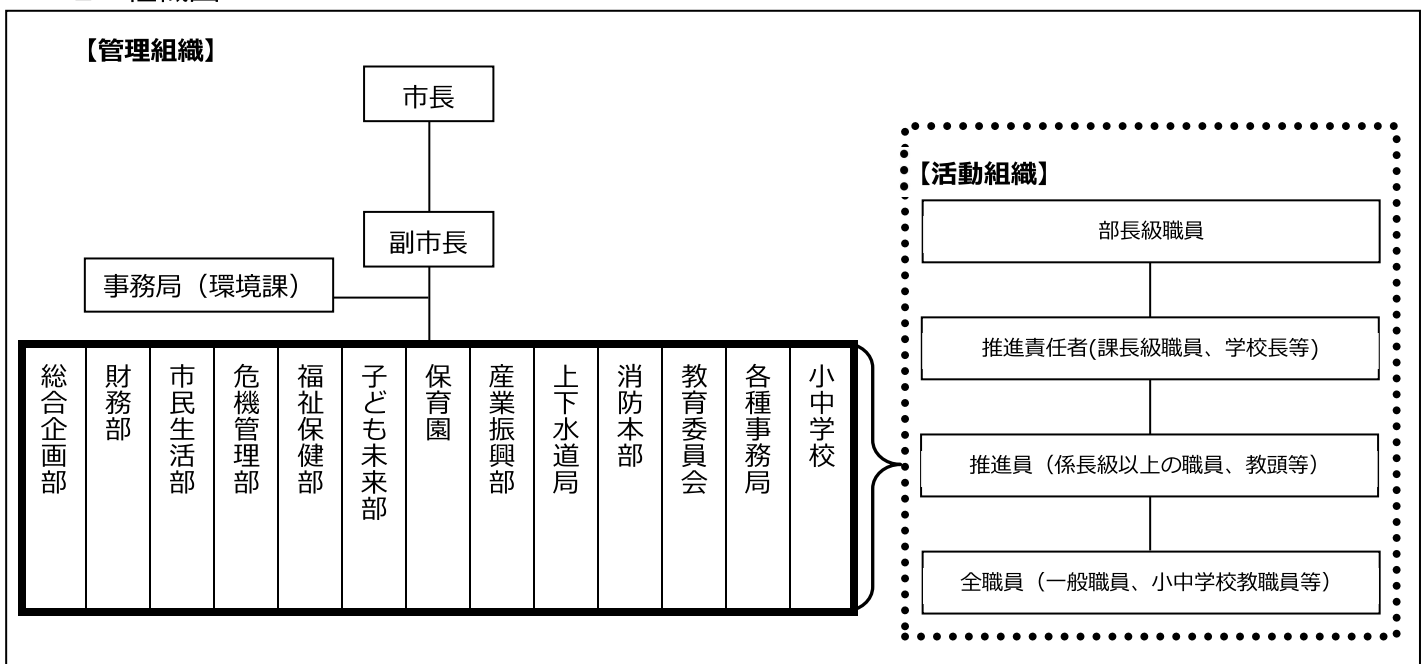 【管理組織】
市長
副市長
事務局（環境課）
総合企画部
財務部
市民生活部
危機管理部
福祉保健部
子ども未来部
保育園
産業振興部
上下水道局
消防本部
教育委員会
各種事務局
小中学校
【活動組織】
部長級職員
推進責任者(課長級職員、学校長等)
推進員（係長級以上の職員、教頭等）
全職員（一般職員、小中学校教職員等）